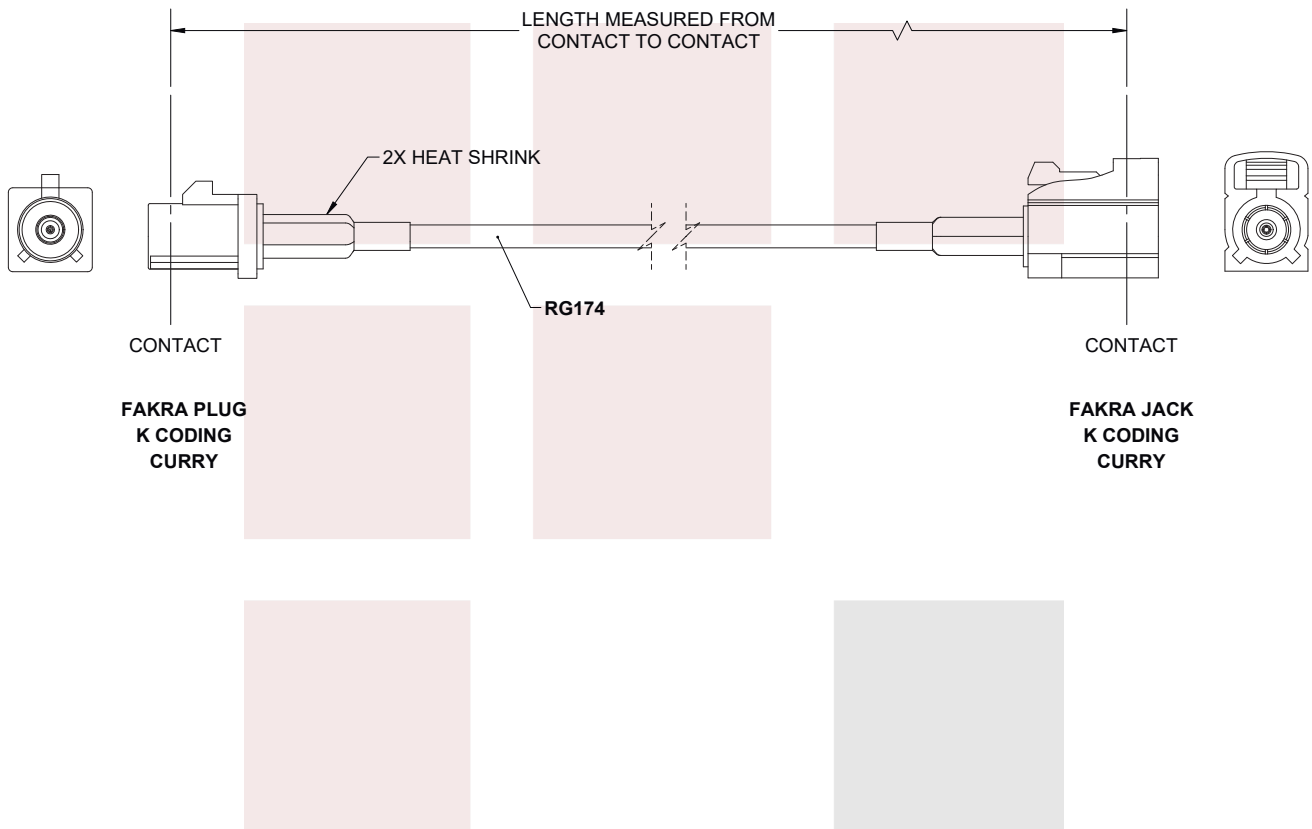 LENGTH MEASURED FROM
CONTACT TO CONTACT
2X HEAT SHRINK
RG174
CONTACT
CONTACT
FAKRA PLUG
K CODING
CURRY
FAKRA JACK
K CODING
CURRY